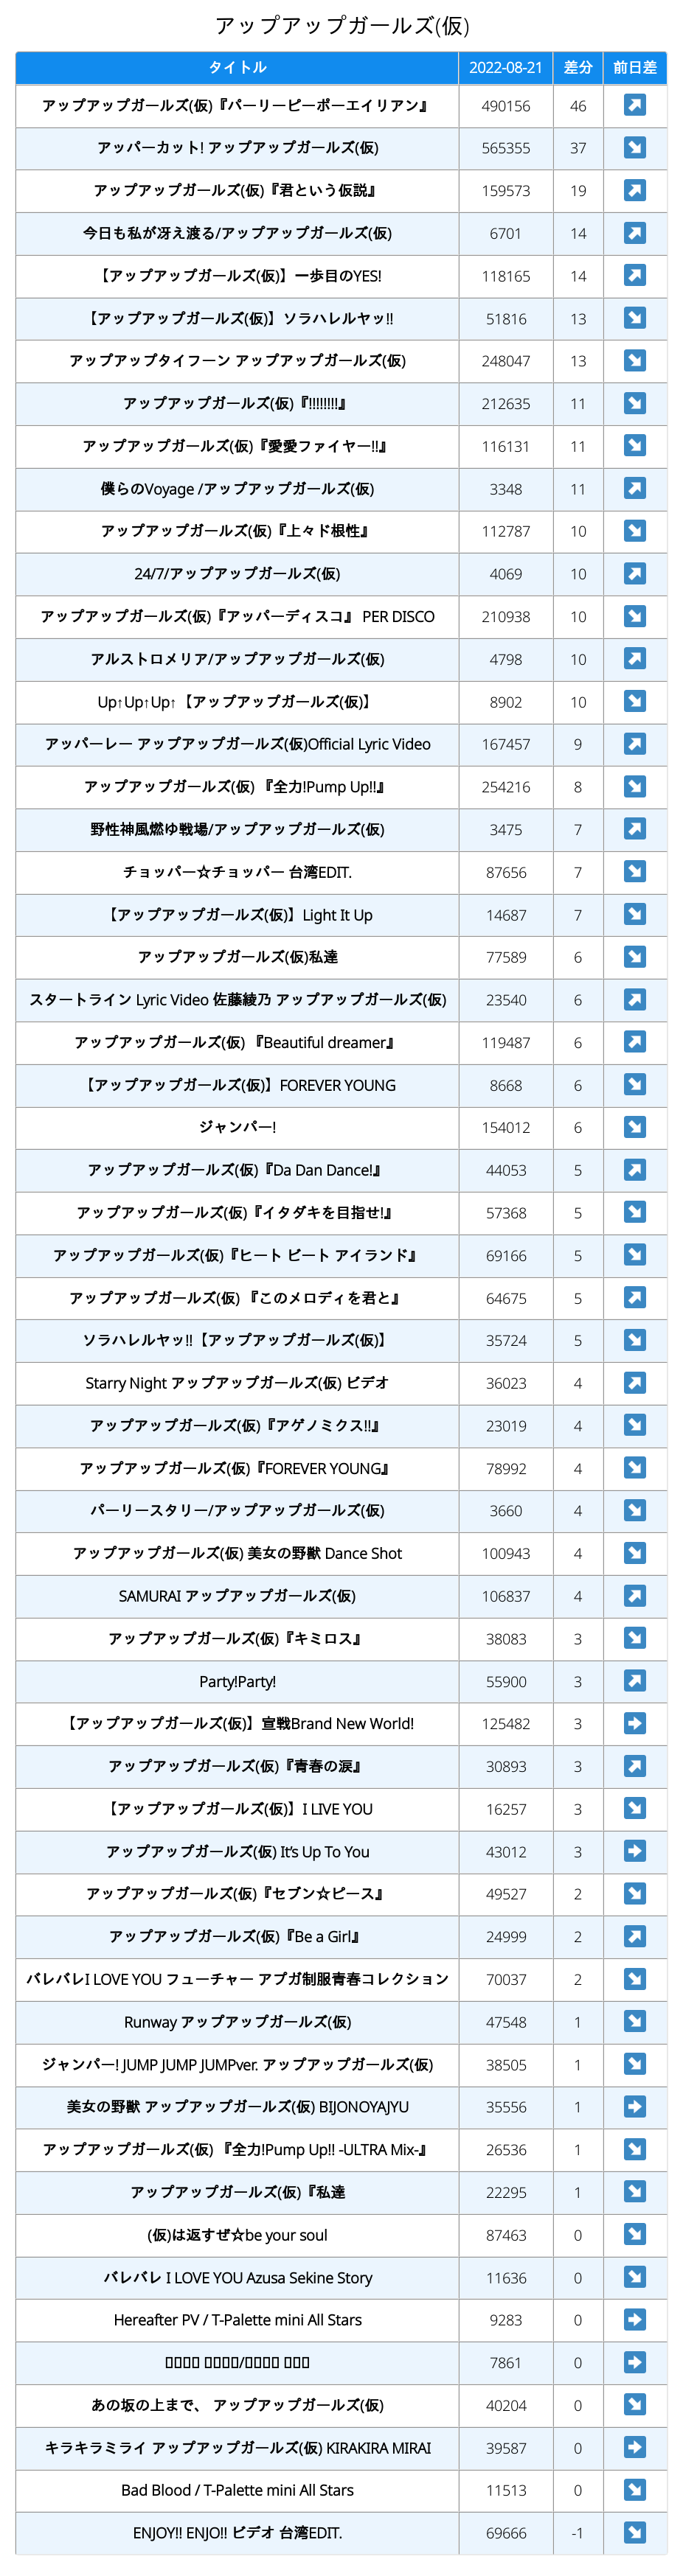 アップアップガールズ(仮)
タイトル 2022-08-21 差分 前日差
アップアップガールズ(仮)『パーリーピーポーエイリアン』 490156 46
アッパーカット! アップアップガールズ(仮) 565355 37
アップアップガールズ(仮)『君という仮説』 159573 19
今日も私が冴え渡る/アップアップガールズ(仮) 6701 14
【アップアップガールズ(仮)】一歩目のYES! 118165 14
【アップアップガールズ(仮)】ソラハレルヤッ!! 51816 13
アップアップタイフーン アップアップガールズ(仮) 248047 13
アップアップガールズ(仮)『!!!!!!!!』 212635 11
アップアップガールズ(仮)『愛愛ファイヤー!!』 116131 11
僕らのVoyage /アップアップガールズ(仮) 3348 11
アップアップガールズ(仮)『上々ド根性』 112787 10
24/7/アップアップガールズ(仮) 4069 10
アップアップガールズ(仮)『アッパーディスコ』 PER DISCO 210938 10
アルストロメリア/アップアップガールズ(仮) 4798 10
Up↑Up↑Up↑【アップアップガールズ(仮)】 8902 10
アッパーレー アップアップガールズ(仮)Official Lyric Video 167457 9
アップアップガールズ(仮) 『全力!Pump Up!!』 254216 8
野性神風燃ゆ戦場/アップアップガールズ(仮) 3475 7
チョッパー☆チョッパー 台湾EDIT. 87656 7
【アップアップガールズ(仮)】Light It Up 14687 7
アップアップガールズ(仮)私達 77589 6
スタートライン Lyric Video 佐藤綾乃 アップアップガールズ(仮) 23540 6
アップアップガールズ(仮) 『Beautiful dreamer』 119487 6
【アップアップガールズ(仮)】FOREVER YOUNG 8668 6
ジャンパー! 154012 6
アップアップガールズ(仮)『Da Dan Dance!』 44053 5
アップアップガールズ(仮)『イタダキを目指せ!』 57368 5
アップアップガールズ(仮)『ヒート ビート アイランド』 69166 5
アップアップガールズ(仮) 『このメロディを君と』 64675 5
ソラハレルヤッ!!【アップアップガールズ(仮)】 35724 5
Starry Night アップアップガールズ(仮) ビデオ 36023 4
アップアップガールズ(仮)『アゲノミクス!!』 23019 4
アップアップガールズ(仮)『FOREVER YOUNG』 78992 4
パーリースタリー/アップアップガールズ(仮) 3660 4
アップアップガールズ(仮) 美女の野獣 Dance Shot 100943 4
SAMURAI アップアップガールズ(仮) 106837 4
アップアップガールズ(仮)『キミロス』 38083 3
Party!Party! 55900 3
【アップアップガールズ(仮)】宣戦Brand New World! 125482 3
アップアップガールズ(仮)『青春の涙』 30893 3
【アップアップガールズ(仮)】I LIVE YOU 16257 3
アップアップガールズ(仮) It's Up To You 43012 3
アップアップガールズ(仮)『セブン☆ピース』 49527 2
アップアップガールズ(仮)『Be a Girl』 24999 2
バレバレI LOVE YOU フューチャー アプガ制服青春コレクション 70037 2
Runway アップアップガールズ(仮) 47548 1
ジャンパー! JUMP JUMP JUMPver. アップアップガールズ(仮) 38505 1
美女の野獣 アップアップガールズ(仮) BIJONOYAJYU 35556 1
アップアップガールズ(仮) 『全力!Pump Up!! -ULTRA Mix-』 26536 1
アップアップガールズ(仮)『私達 22295 1
(仮)は返すぜ☆be your soul 87463 0
バレバレ I LOVE YOU Azusa Sekine Story 11636 0
Hereafter PV / T-Palette mini All Stars 9283 0
▯▯▯▯ ▯▯▯▯/▯▯▯▯ ▯▯▯ 7861 0
あの坂の上まで、 アップアップガールズ(仮) 40204 0
キラキラミライ アップアップガールズ(仮) KIRAKIRA MIRAI 39587 0
Bad Blood / T-Palette mini All Stars 11513 0
ENJOY!! ENJO!! ビデオ 台湾EDIT. 69666 -1